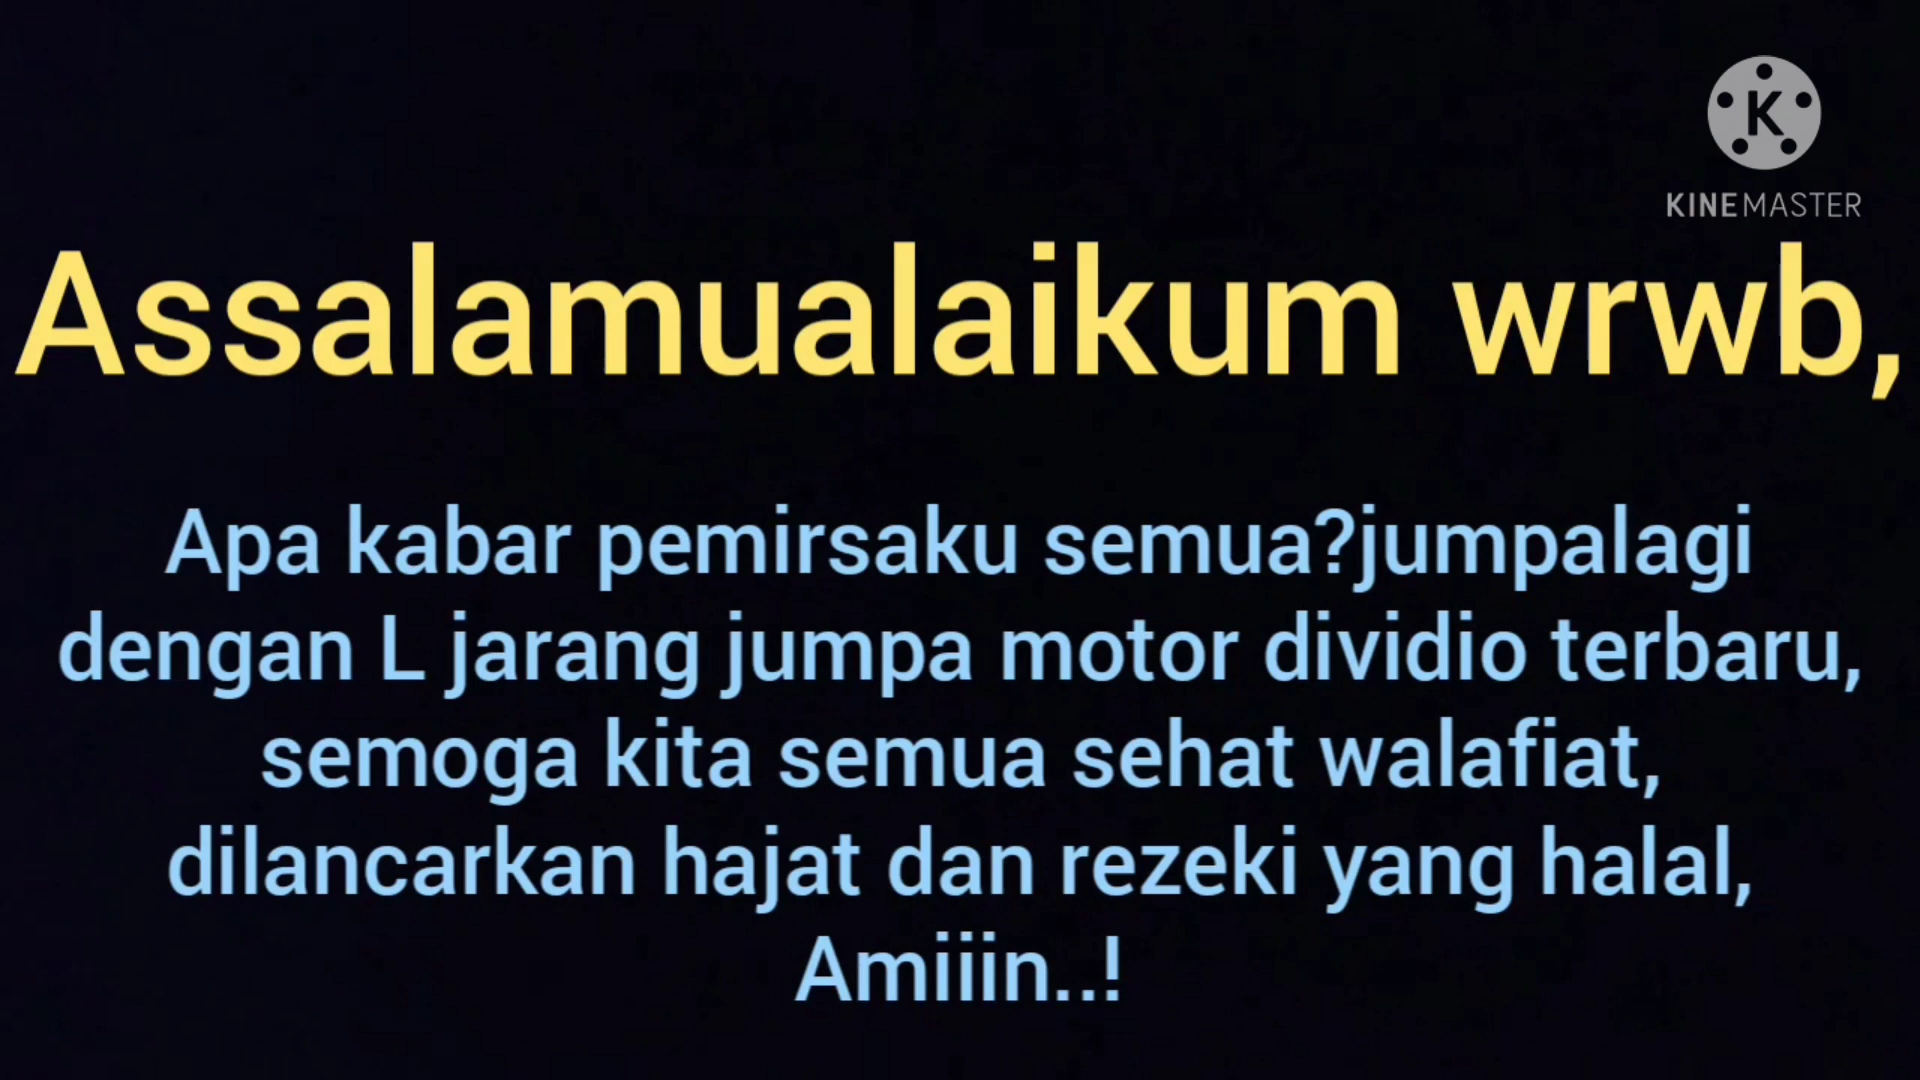 KINEMASTER
Assalamualaikum wrwb,
Apa kabar pemirsaku semua?jumpalagi
dengan L jarang jumpa motor dividio terbaru,
semoga kita semua sehat walafiat,
dilancarkan hajat dan rezeki yang halal,
Amiiin..!